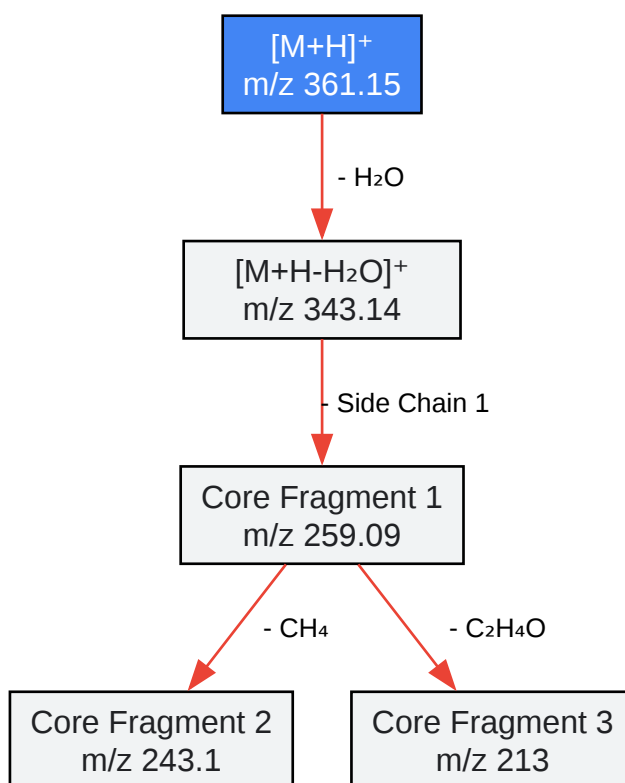 [M+H]⁺
m/z 361.15
- H₂O
[M+H-H₂O]⁺
m/z 343.14
- Side Chain 1
Core Fragment 1
m/z 259.09
- CH₄
- C₂H₄O
Core Fragment 2
m/z 243.1
Core Fragment 3
m/z 213